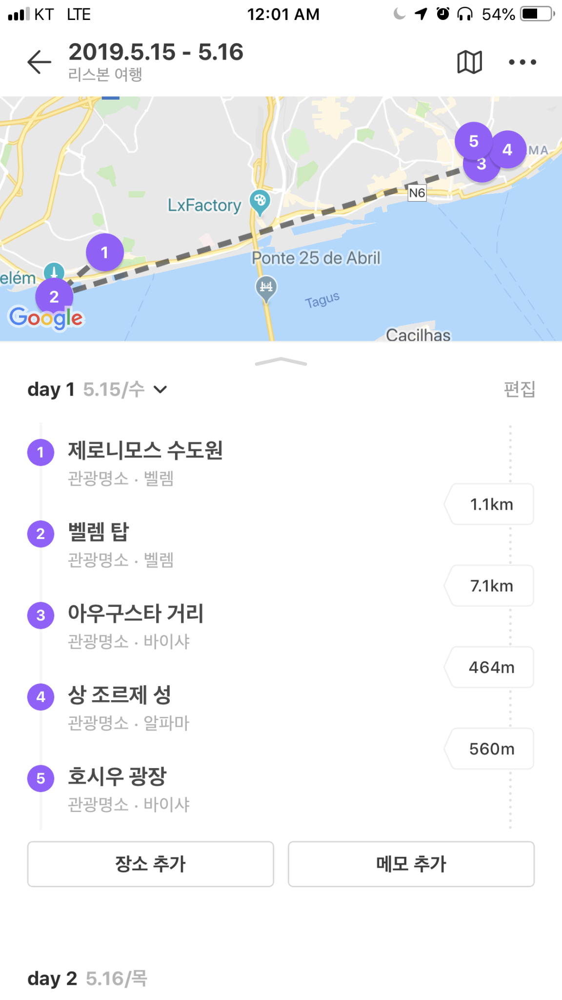 KT LTE 12:01 AM 54%
2019.5.15 - 5.16
리스본 여행
5
4
3
MA
N6
LxFactory
1
Ponte 25 de Abril
elém
2
Tagus
Google
Cacilhas
day 1 5.15/수
편집
1 제로니모스 수도원
관광명소 · 벨렘
1.1km
2 벨렘 탑
관광명소 · 벨렘
7.1km
3 아우구스타 거리
관광명소 · 바이샤
464m
4 상 조르제 성
관광명소 · 알파마
560m
5 호시우 광장
관광명소 · 바이샤
장소 추가
메모 추가
day 2 5.16/목